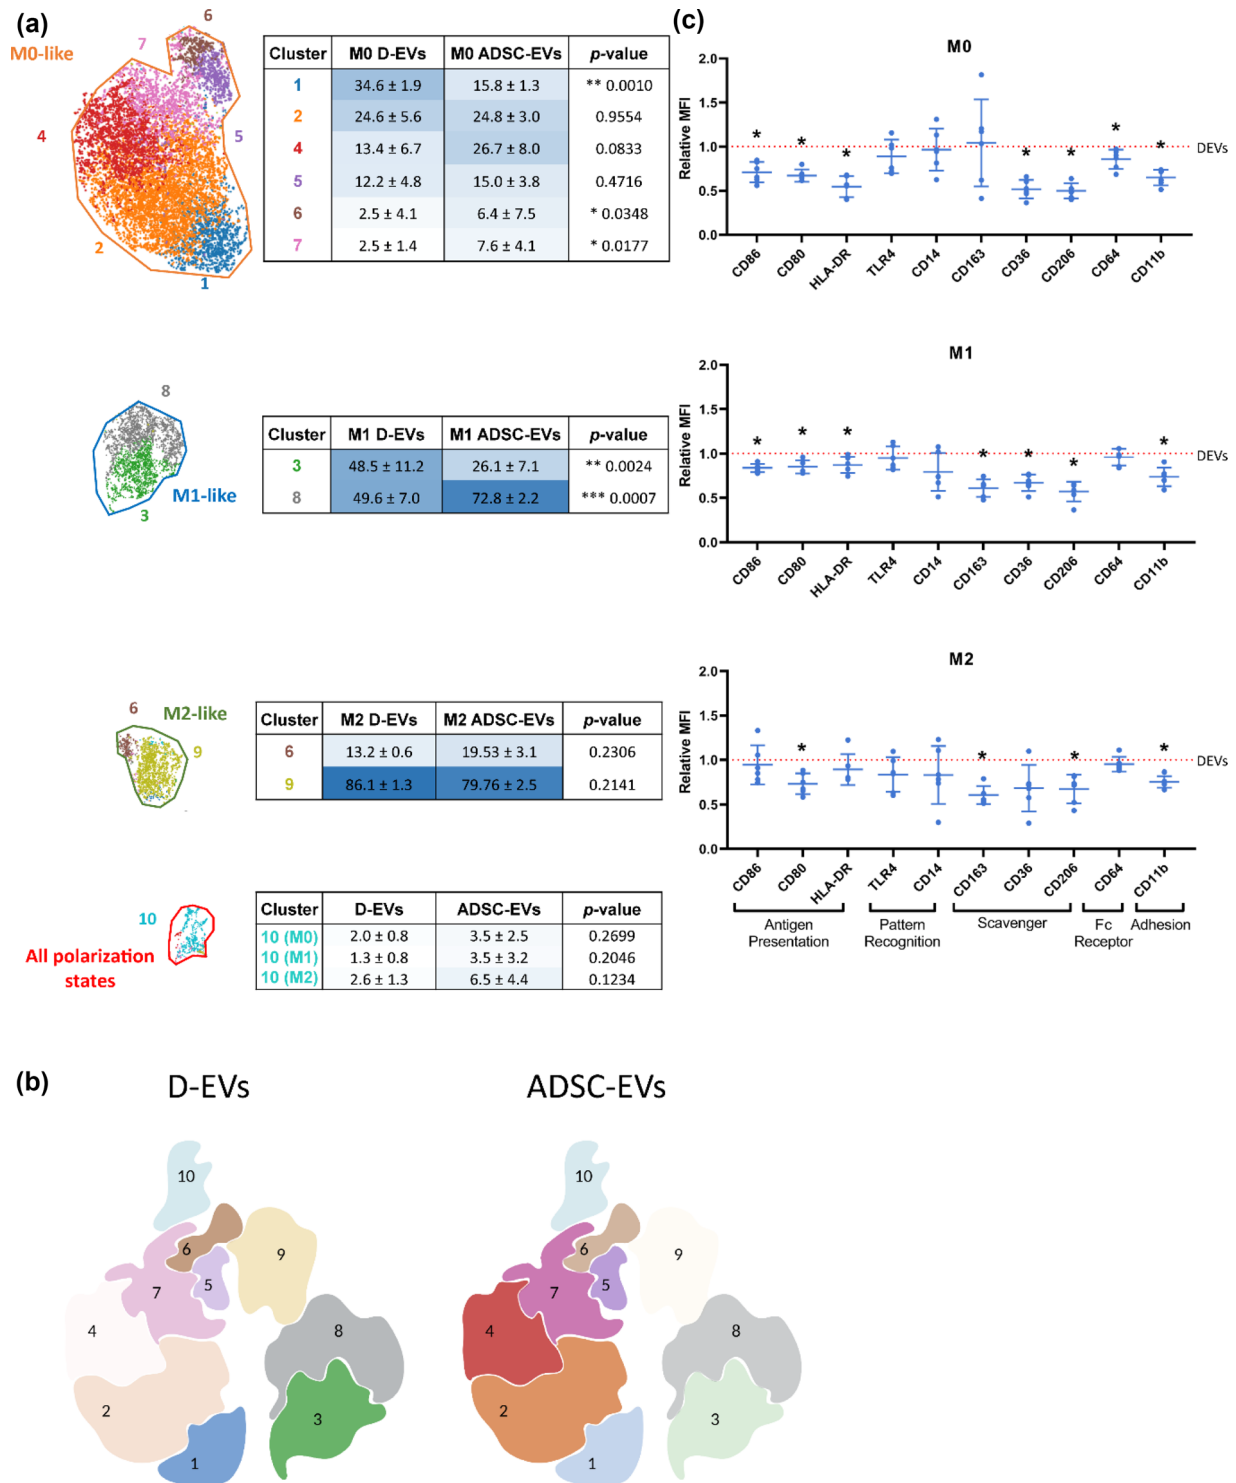 (a)
M0-like
6
7
4
5
2
1
Cluster M0 D-EVs M0 ADSC-EVs p-value
1 34.6 ± 1.9 15.8 ± 1.3 ** 0.0010
2 24.6 ± 5.6 24.8 ± 3.0 0.9554
4 13.4 ± 6.7 26.7 ± 8.0 0.0833
5 12.2 ± 4.8 15.0 ± 3.8 0.4716
6 2.5 ± 4.1 6.4 ± 7.5 * 0.0348
7 2.5 ± 1.4 7.6 ± 4.1 * 0.0177
8
M1-like
3
Cluster M1 D-EVs M1 ADSC-EVs p-value
3 48.5 ± 11.2 26.1 ± 7.1 ** 0.0024
8 49.6 ± 7.0 72.8 ± 2.2 *** 0.0007
6
M2-like
9
Cluster M2 D-EVs M2 ADSC-EVs p-value
6 13.2 ± 0.6 19.53 ± 3.1 0.2306
9 86.1 ± 1.3 79.76 ± 2.5 0.2141
10
All polarization
states
Cluster D-EVs ADSC-EVs p-value
10 (M0) 2.0 ± 0.8 3.5 ± 2.5 0.2699
10 (M1) 1.3 ± 0.8 3.5 ± 3.2 0.2046
10 (M2) 2.6 ± 1.3 6.5 ± 4.4 0.1234
(c)
M0
Relative MFI
2.0
1.5
1.0
0.5
0.0
* * * * * * *
DEVs
CD86 CD80 HLA-DR TLR4 CD14 CD163 CD36 CD206 CD64 CD11b
M1
Relative MFI
2.0
1.5
1.0
0.5
0.0
* * * * * * *
DEVs
CD86 CD80 HLA-DR TLR4 CD14 CD163 CD36 CD206 CD64 CD11b
M2
Relative MFI
2.0
1.5
1.0
0.5
0.0
* * * *
DEVs
CD86 CD80 HLA-DR TLR4 CD14 CD163 CD36 CD206 CD64 CD11b
Antigen
Presentation
Pattern
Recognition
Scavenger
Fc
Receptor
Adhesion
(b)
D-EVs
10
6
9
5
7
4
8
2
3
1
ADSC-EVs
10
6
9
5
7
4
8
2
3
1